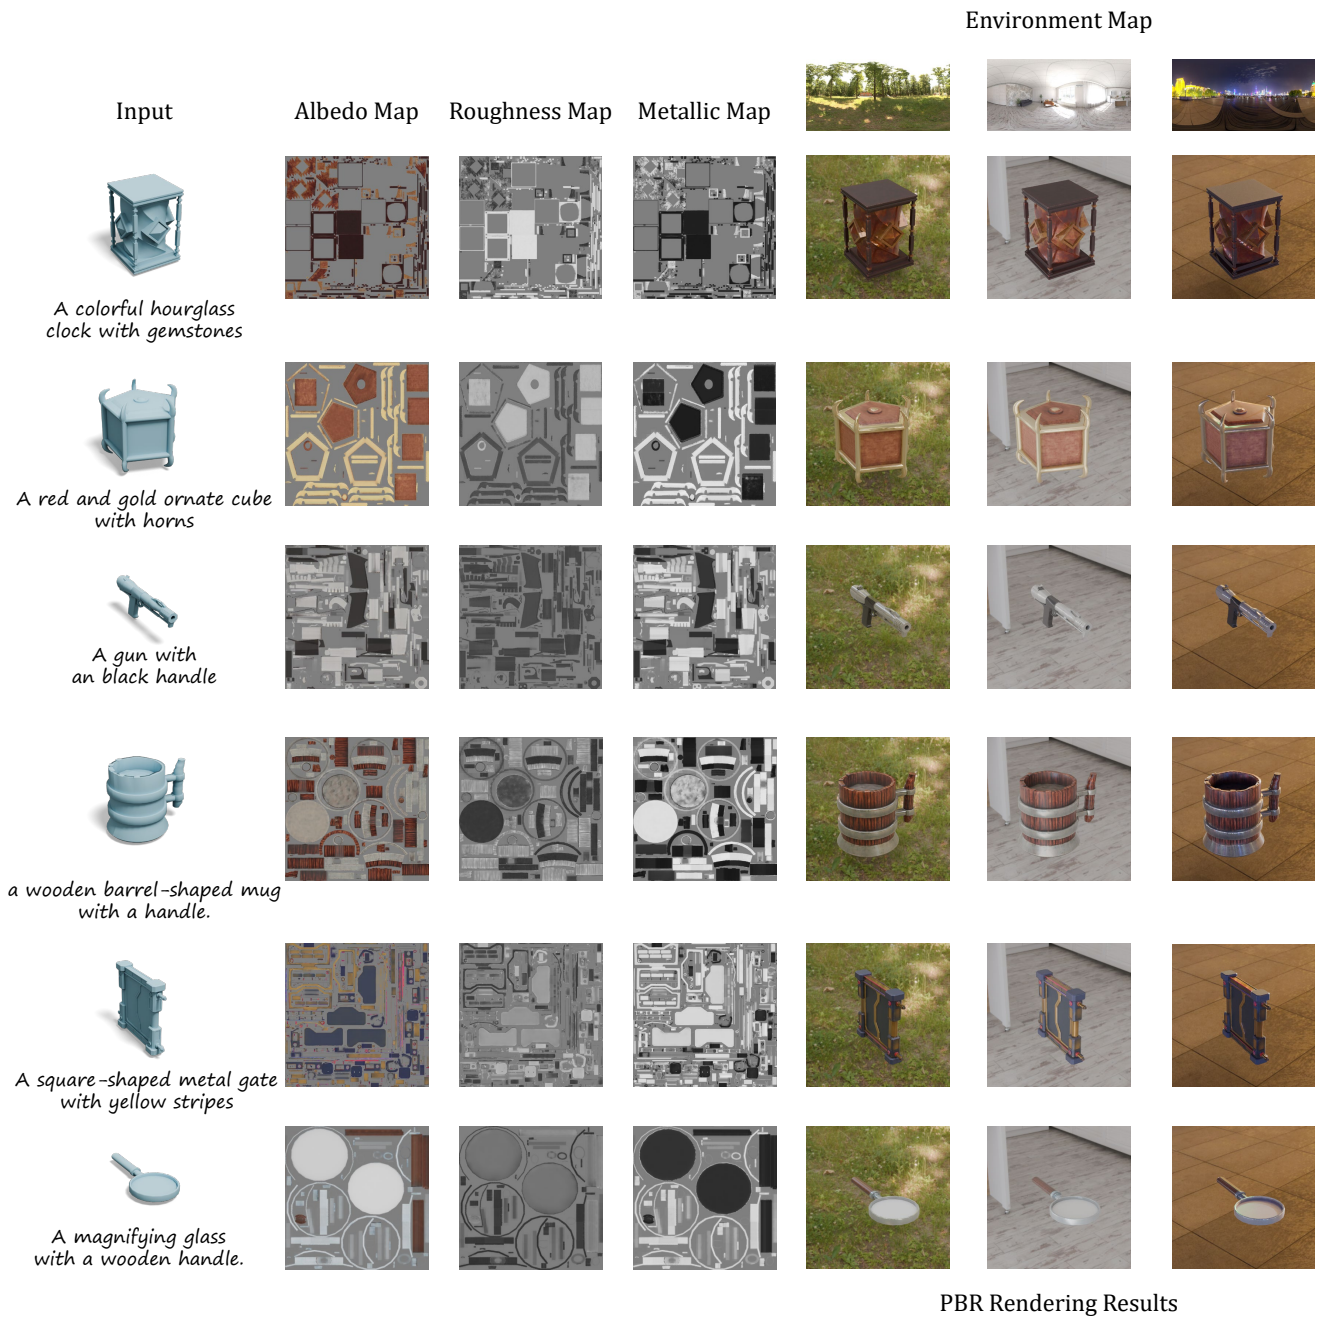 Environment Map
Input
Albedo Map
Roughness Map
Metallic Map
A colorful hourglass
clock with gemstones
A red and gold ornate cube
with horns
A gun with
an black handle
a wooden barrel-shaped mug
with a handle.
A square-shaped metal gate
with yellow stripes
A magnifying glass
with a wooden handle.
PBR Rendering Results